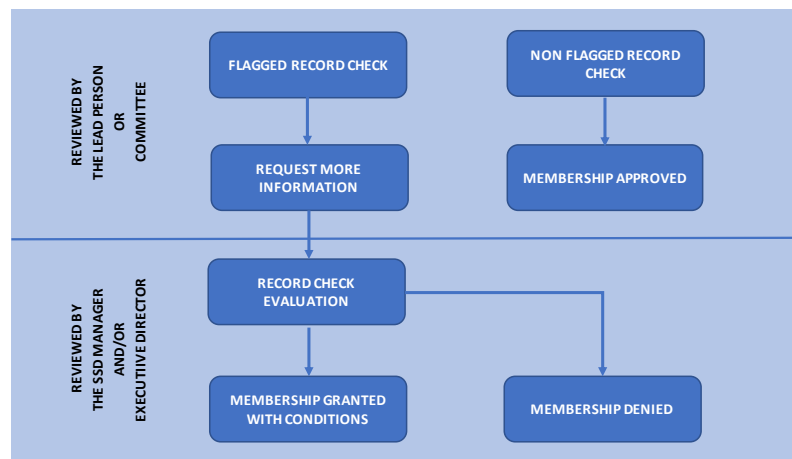 REVIEWED BY
THE LEAD PERSON
OR
COMMITTEE
FLAGGED RECORD CHECK
NON FLAGGED RECORD
CHECK
REQUEST MORE
INFORMATION
MEMBERSHIP APPROVED
REVIEWED BY
THE SSD MANAGER
AND/OR
EXECUTIVE DIRECTOR
RECORD CHECK
EVALUATION
MEMBERSHIP GRANTED
WITH CONDITIONS
MEMBERSHIP DENIED